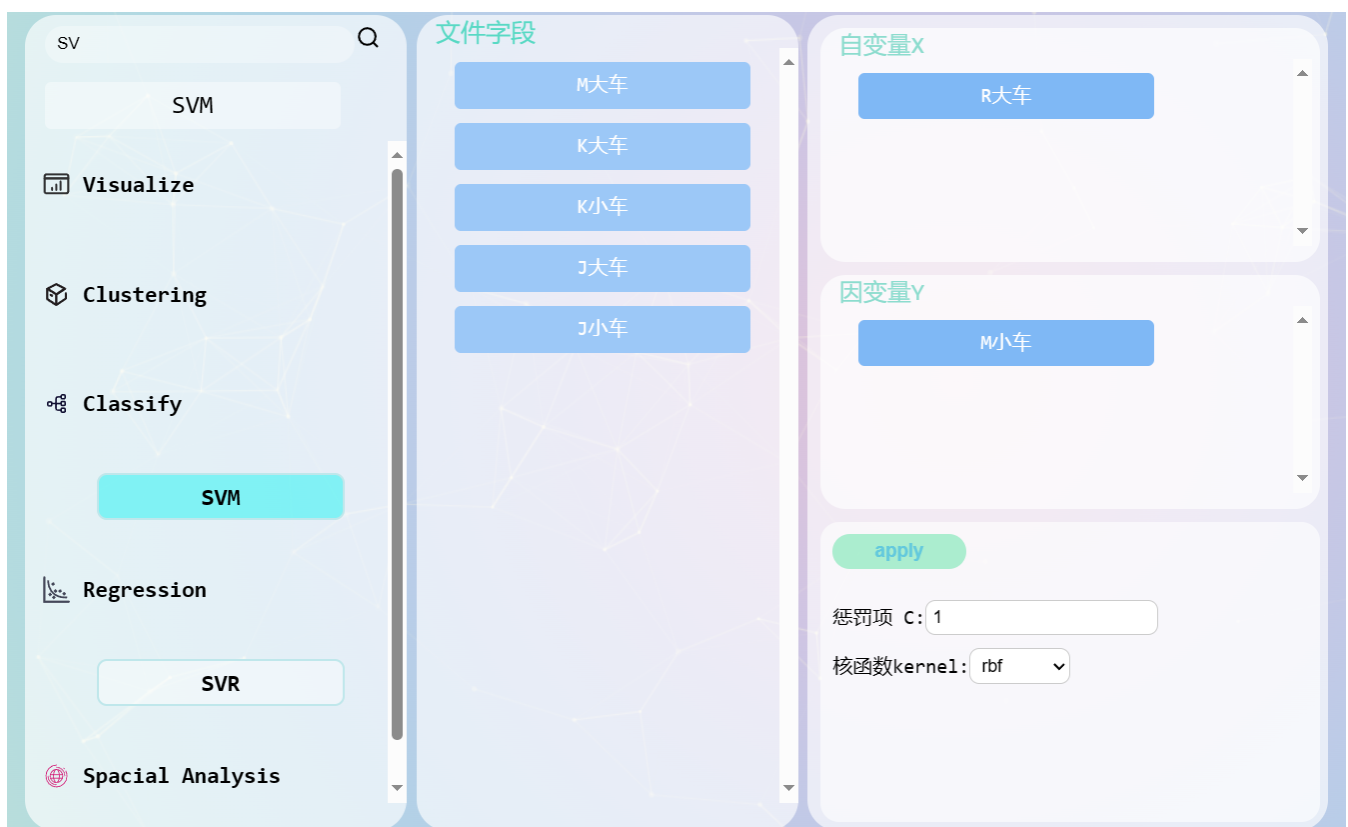 SV
SVM
Visualize
Clustering
Classify
SVM
Regression
SVR
Spacial Analysis
文件字段
M大车
K大车
K小车
J大车
J小车
自变量X
R大车
因变量Y
M小车
apply
惩罚项 C:1
核函数kernel:rbf